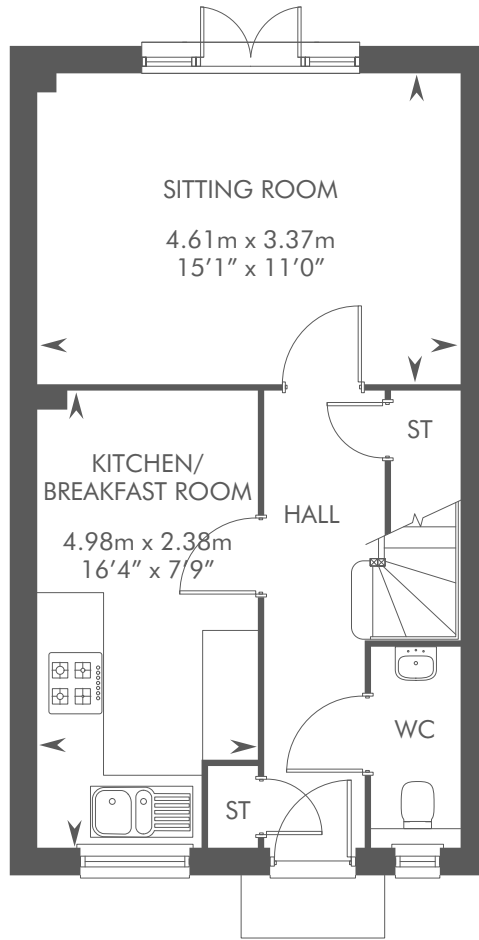 SITTING ROOM
4.61m x 3.37m
15’1” x 11’0”
ST
KITCHEN/
BREAKFAST ROOM
4.98m x 2.38m
16’4” x 7’9”
HALL
WC
ST